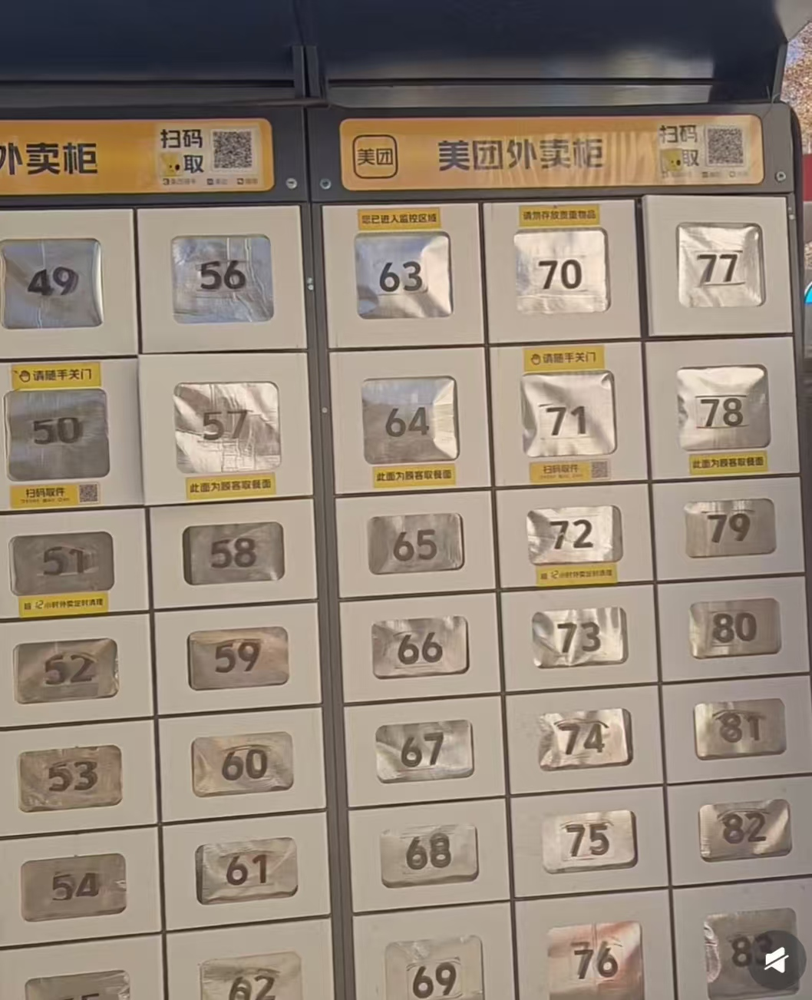 外卖柜
扫码
取
美团
美团外卖柜
扫码
取
49
56
您已进入监控区域
63
请勿存放贵重物品
70
77
请随手关门
50
扫码取件
57
此面为顾客取餐面
64
此面为顾客取餐面
请随手关门
71
扫码取件
78
此面为顾客取餐面
51
超12小时外卖定时清理
58
65
72
超12小时外卖定时清理
79
52
59
66
73
80
53
60
67
74
81
54
61
68
75
82
62
69
76
83